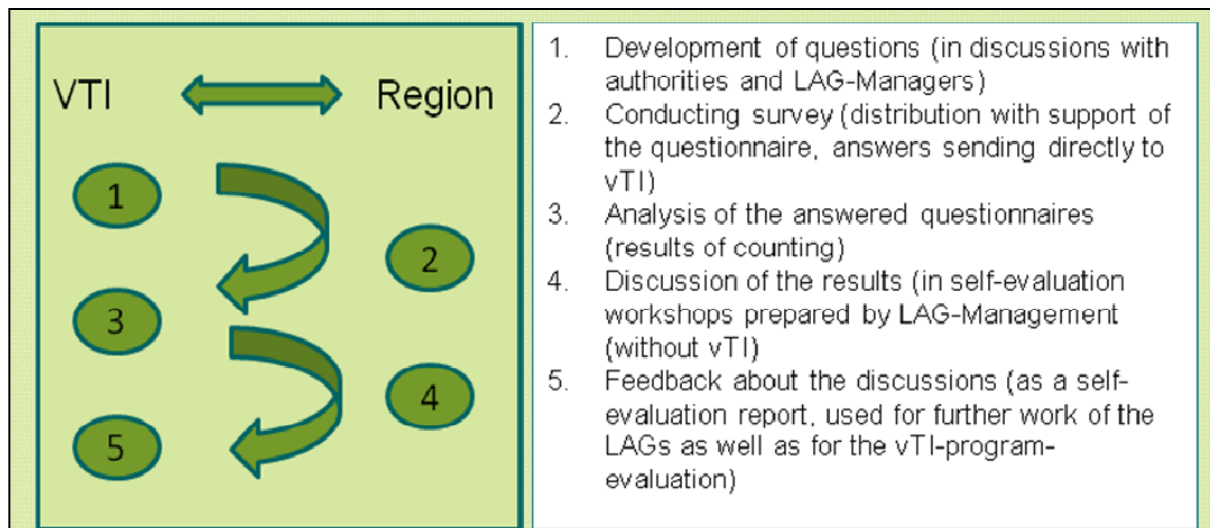 VTI Region
1
2
3
4
5
1. Development of questions (in discussions with
authorities and LAG-Managers)
2. Conducting survey (distribution with support of
the questionnaire, answers sending directly to
vTI)
3. Analysis of the answered questionnaires
(results of counting)
4. Discussion of the results (in self-evaluation
workshops prepared by LAG-Management
(without vTI)
5. Feedback about the discussions (as a self-
evaluation report, used for further work of the
LAGs as well as for the vTI-program-
evaluation)